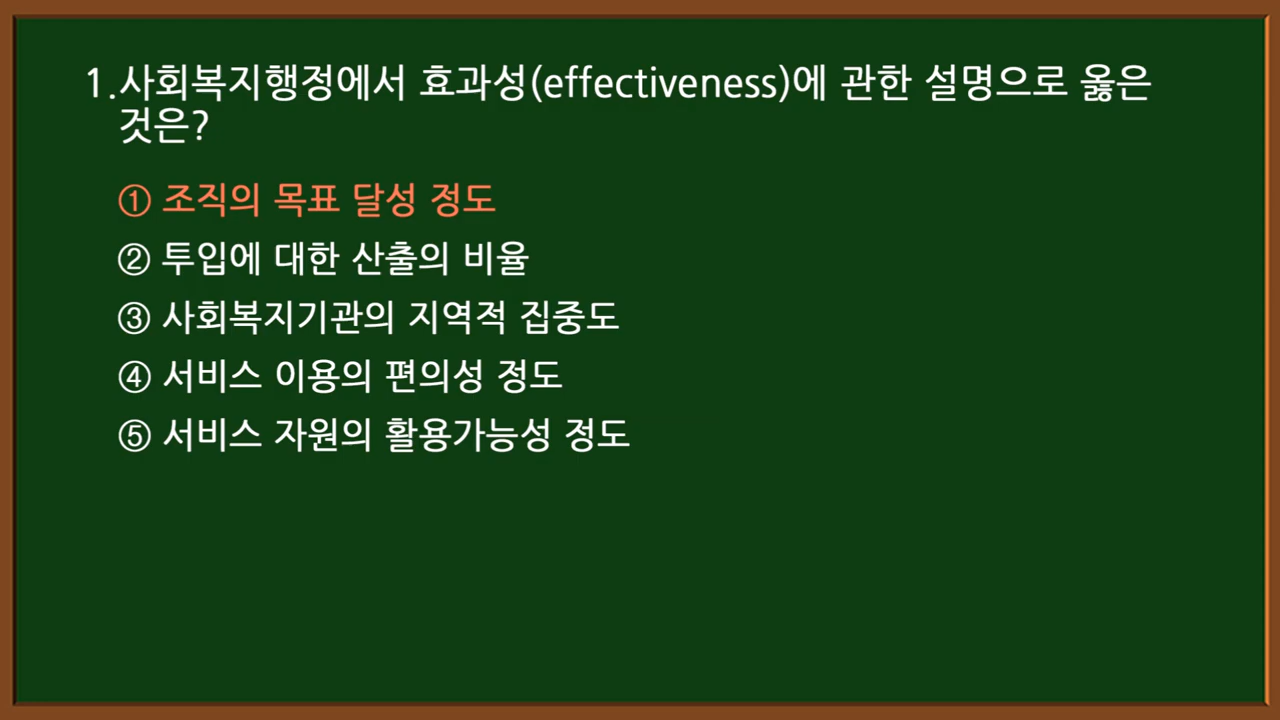 1.사회복지행정에서 효과성(effectiveness)에 관한 설명으로 옳은
것은?
① 조직의 목표 달성 정도
② 투입에 대한 산출의 비율
③ 사회복지기관의 지역적 집중도
④ 서비스 이용의 편의성 정도
⑤ 서비스 자원의 활용가능성 정도